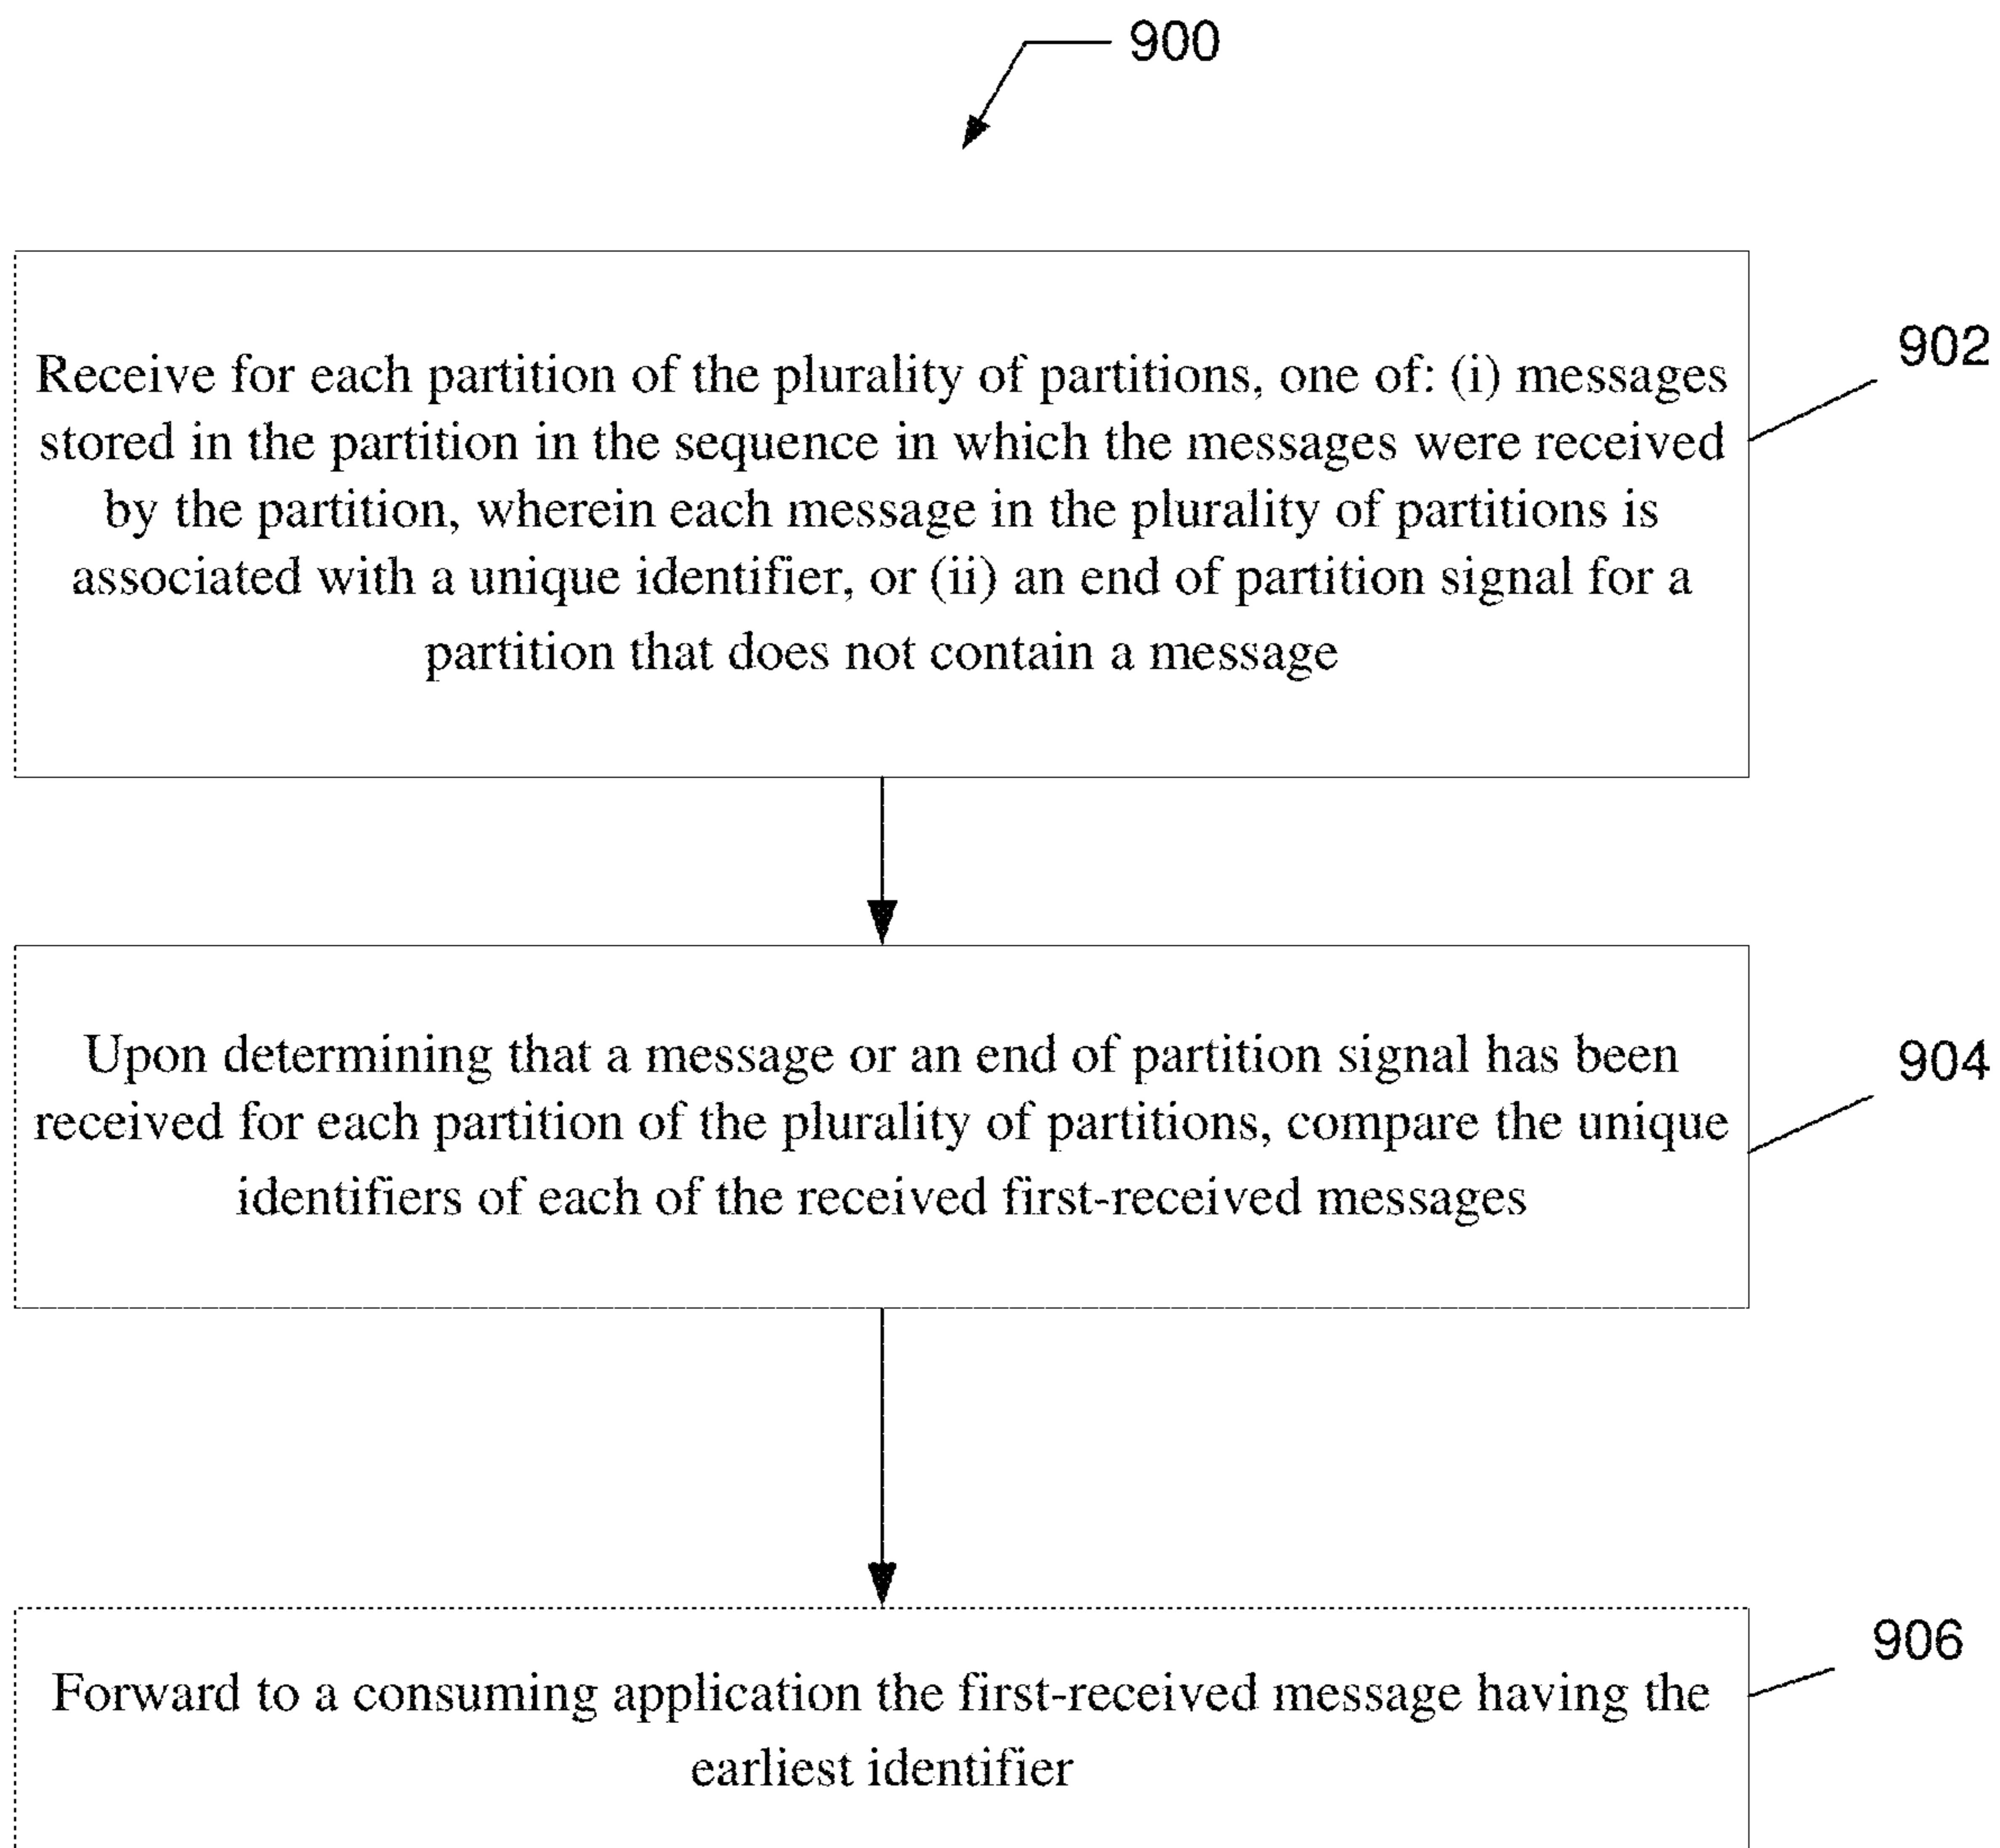 900
Receive for each partition of the plurality of partitions, one of: (i) messages
stored in the partition in the sequence in which the messages were received
by the partition, wherein each message in the plurality of partitions is
associated with a unique identifier, or (ii) an end of partition signal for a
partition that does not contain a message
902
Upon determining that a message or an end of partition signal has been
received for each partition of the plurality of partitions, compare the unique
identifiers of each of the received first-received messages
904
Forward to a consuming application the first-received message having the
earliest identifier
906